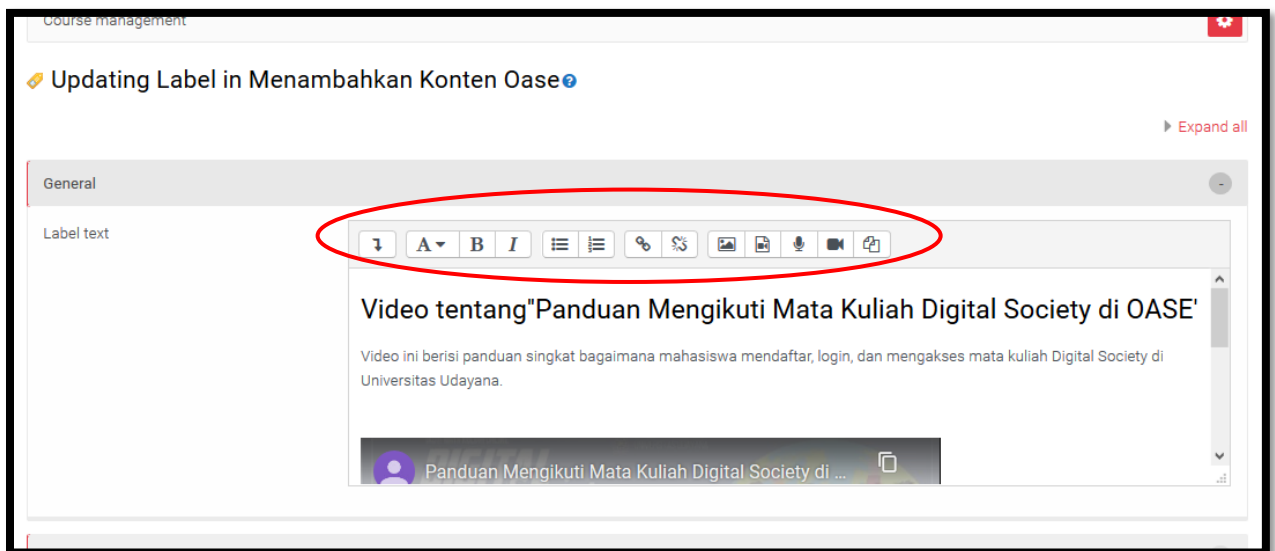 Course management
Updating Label in Menambahkan Konten Oase
Expand all
General
Label text
A B I
Video tentang"Panduan Mengikuti Mata Kuliah Digital Society di OASE'
Video ini berisi panduan singkat bagaimana mahasiswa mendaftar, login, dan mengakses mata kuliah Digital Society di
Universitas Udayana.
Panduan Mengikuti Mata Kuliah Digital Society di ...